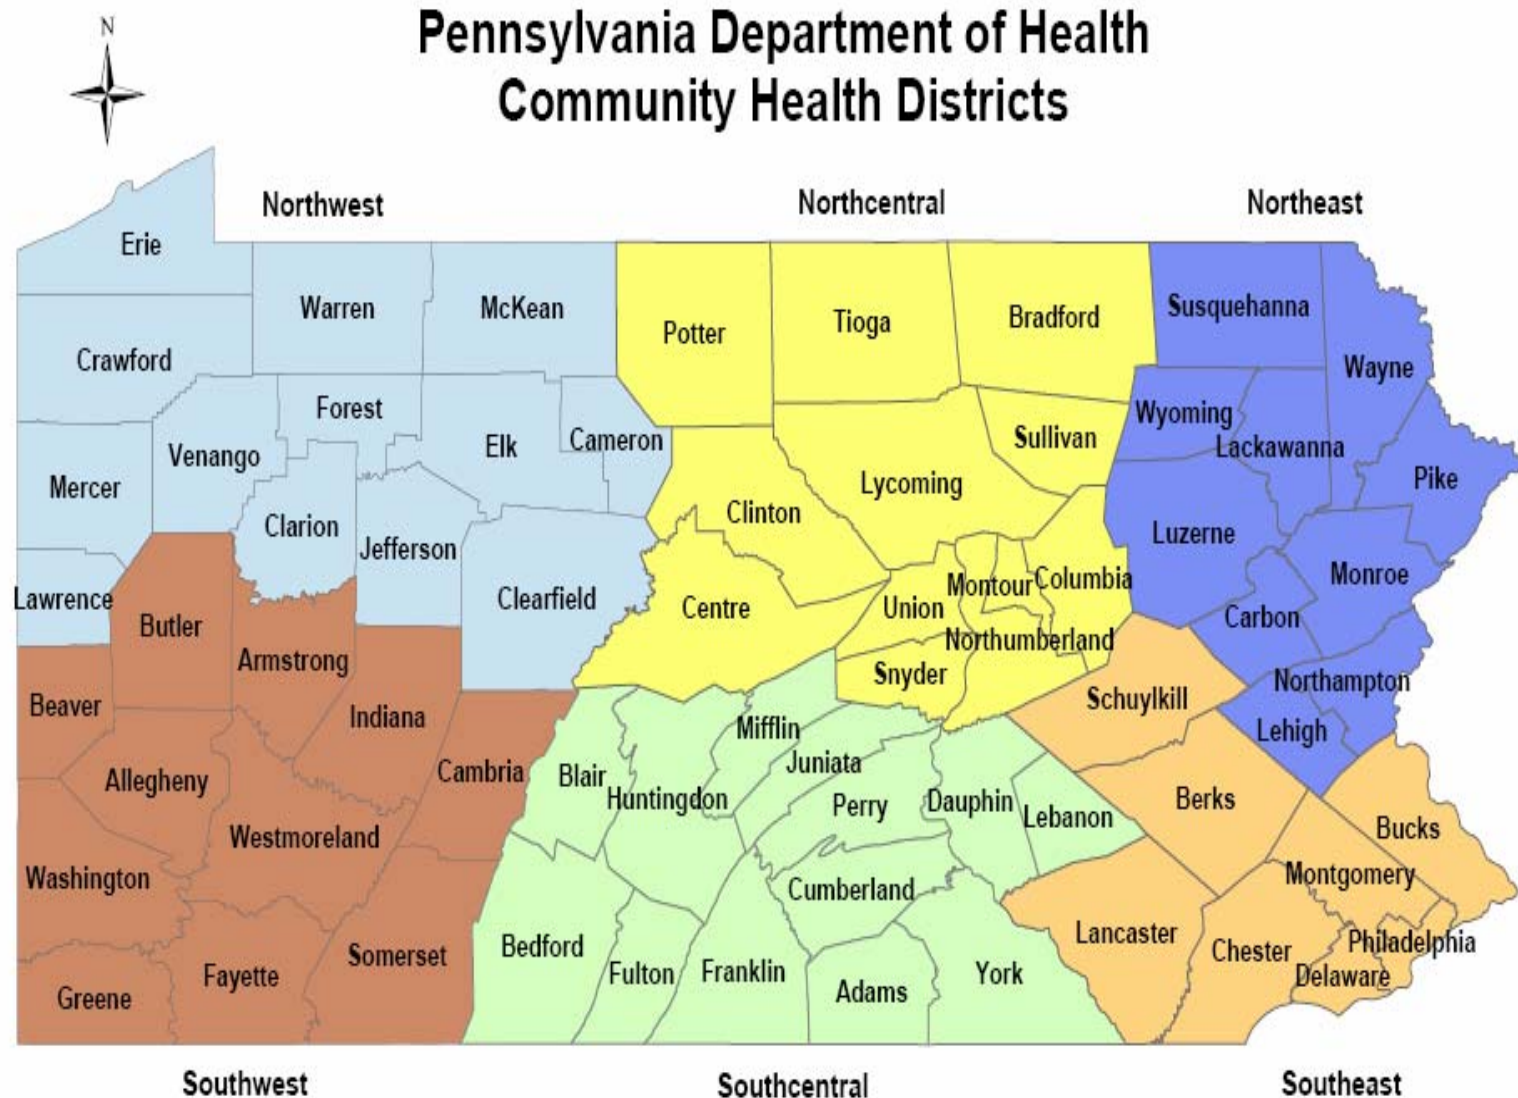 N
Pennsylvania Department of Health
Community Health Districts
Northwest
Northcentral
Northeast
Erie
Warren
McKean
Potter
Tioga
Bradford
Susquehanna
Crawford
Wayne
Forest
Venango
Elk
Cameron
Sullivan
Wyoming
Lackawanna
Mercer
Clarion
Jefferson
Clinton
Lycoming
Luzerne
Pike
Lawrence
Butler
Clearfield
Centre
Union
Montour
Columbia
Monroe
Carbon
Armstrong
Northumberland
Snyder
Beaver
Indiana
Schuylkill
Northampton
Lehigh
Allegheny
Cambria
Blair
Huntingdon
Mifflin
Juniata
Perry
Dauphin
Lebanon
Berks
Bucks
Westmoreland
Washington
Cumberland
Montgomery
Greene
Fayette
Somerset
Bedford
Fulton
Franklin
Adams
York
Lancaster
Chester
Philadelphia
Delaware
Southwest
Southcentral
Southeast